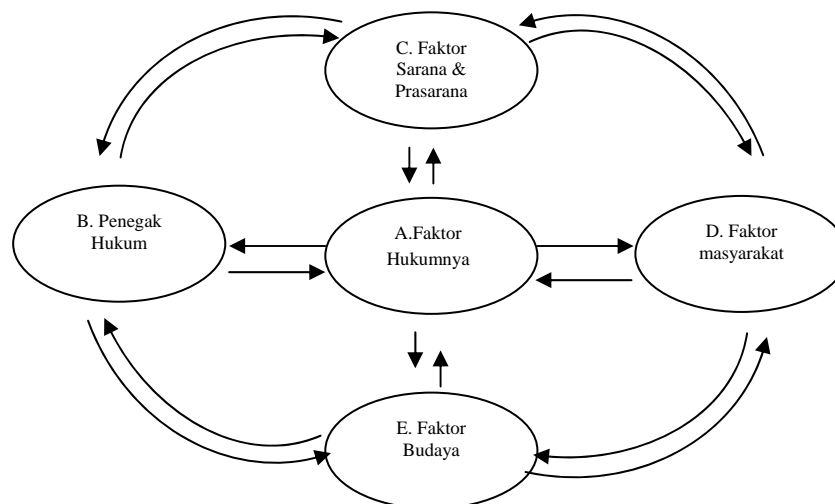 C. Faktor
Sarana &
Prasarana
B. Penegak
Hukum
A.Faktor
Hukumnya
D. Faktor
masyarakat
E. Faktor
Budaya